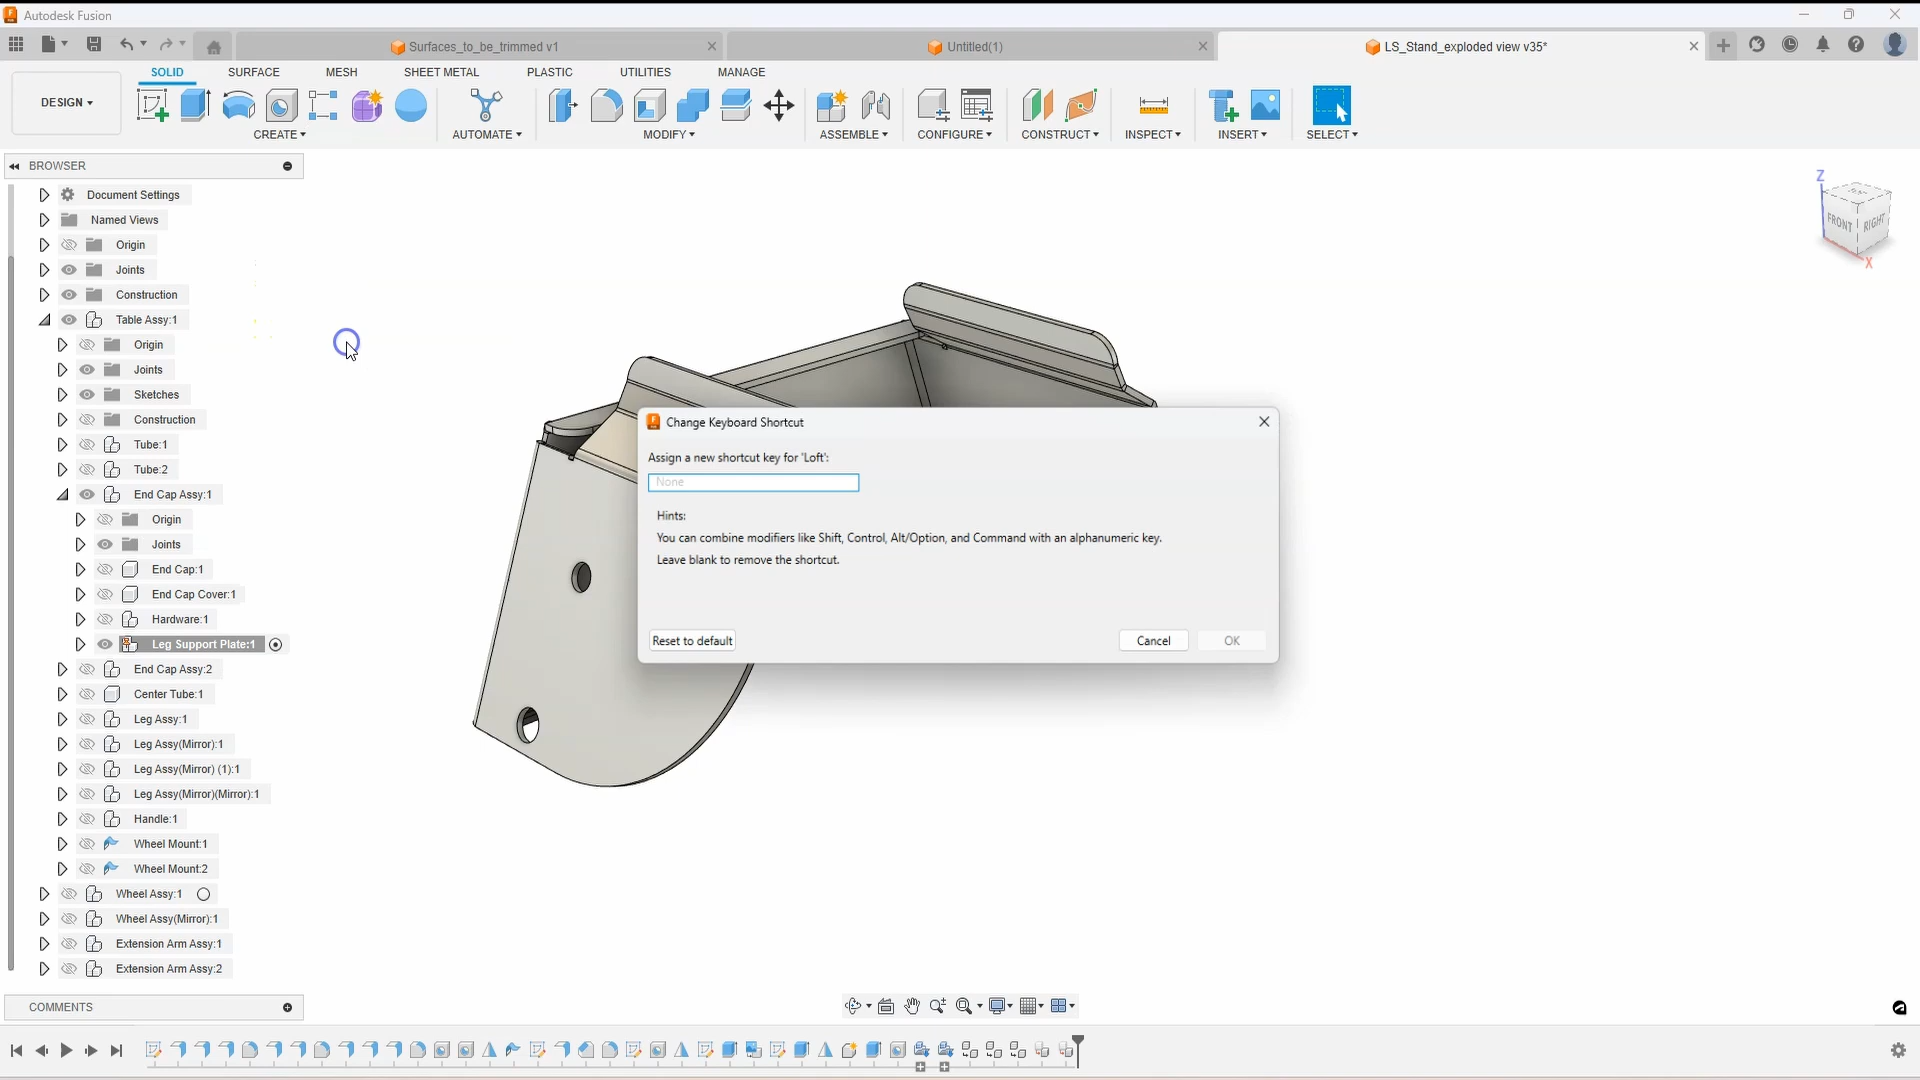 Autodesk Fusion
Surfaces_to_be_trimmed v1
Untitled(1)
LS_Stand_exploded view v35*
SOLID
SURFACE
MESH
SHEET METAL
PLASTIC
UTILITIES
MANAGE
DESIGN
CREATE
AUTOMATE
MODIFY
ASSEMBLE
CONFIGURE
CONSTRUCT
INSPECT
INSERT
SELECT
BROWSER
Document Settings
Named Views
Origin
Joints
Construction
Table Assy:1
Origin
Joints
Sketches
Construction
Tube:1
Tube:2
End Cap Assy:1
Origin
Joints
End Cap:1
End Cap Cover:1
Hardware:1
Leg Support Plate:1
End Cap Assy:2
Center Tube:1
Leg Assy:1
Leg Assy(Mirror):1
Leg Assy(Mirror) (1):1
Leg Assy(Mirror)(Mirror):1
Handle:1
Wheel Mount:1
Wheel Mount:2
Wheel Assy:1
Wheel Assy(Mirror):1
Extension Arm Assy:1
Extension Arm Assy:2
Z
FRONT
RIGHT
X
Change Keyboard Shortcut
Assign a new shortcut key for 'Loft':
None
Hints:
You can combine modifiers like Shift, Control, Alt/Option, and Command with an alphanumeric key.
Leave blank to remove the shortcut.
Reset to default
Cancel
OK
COMMENTS